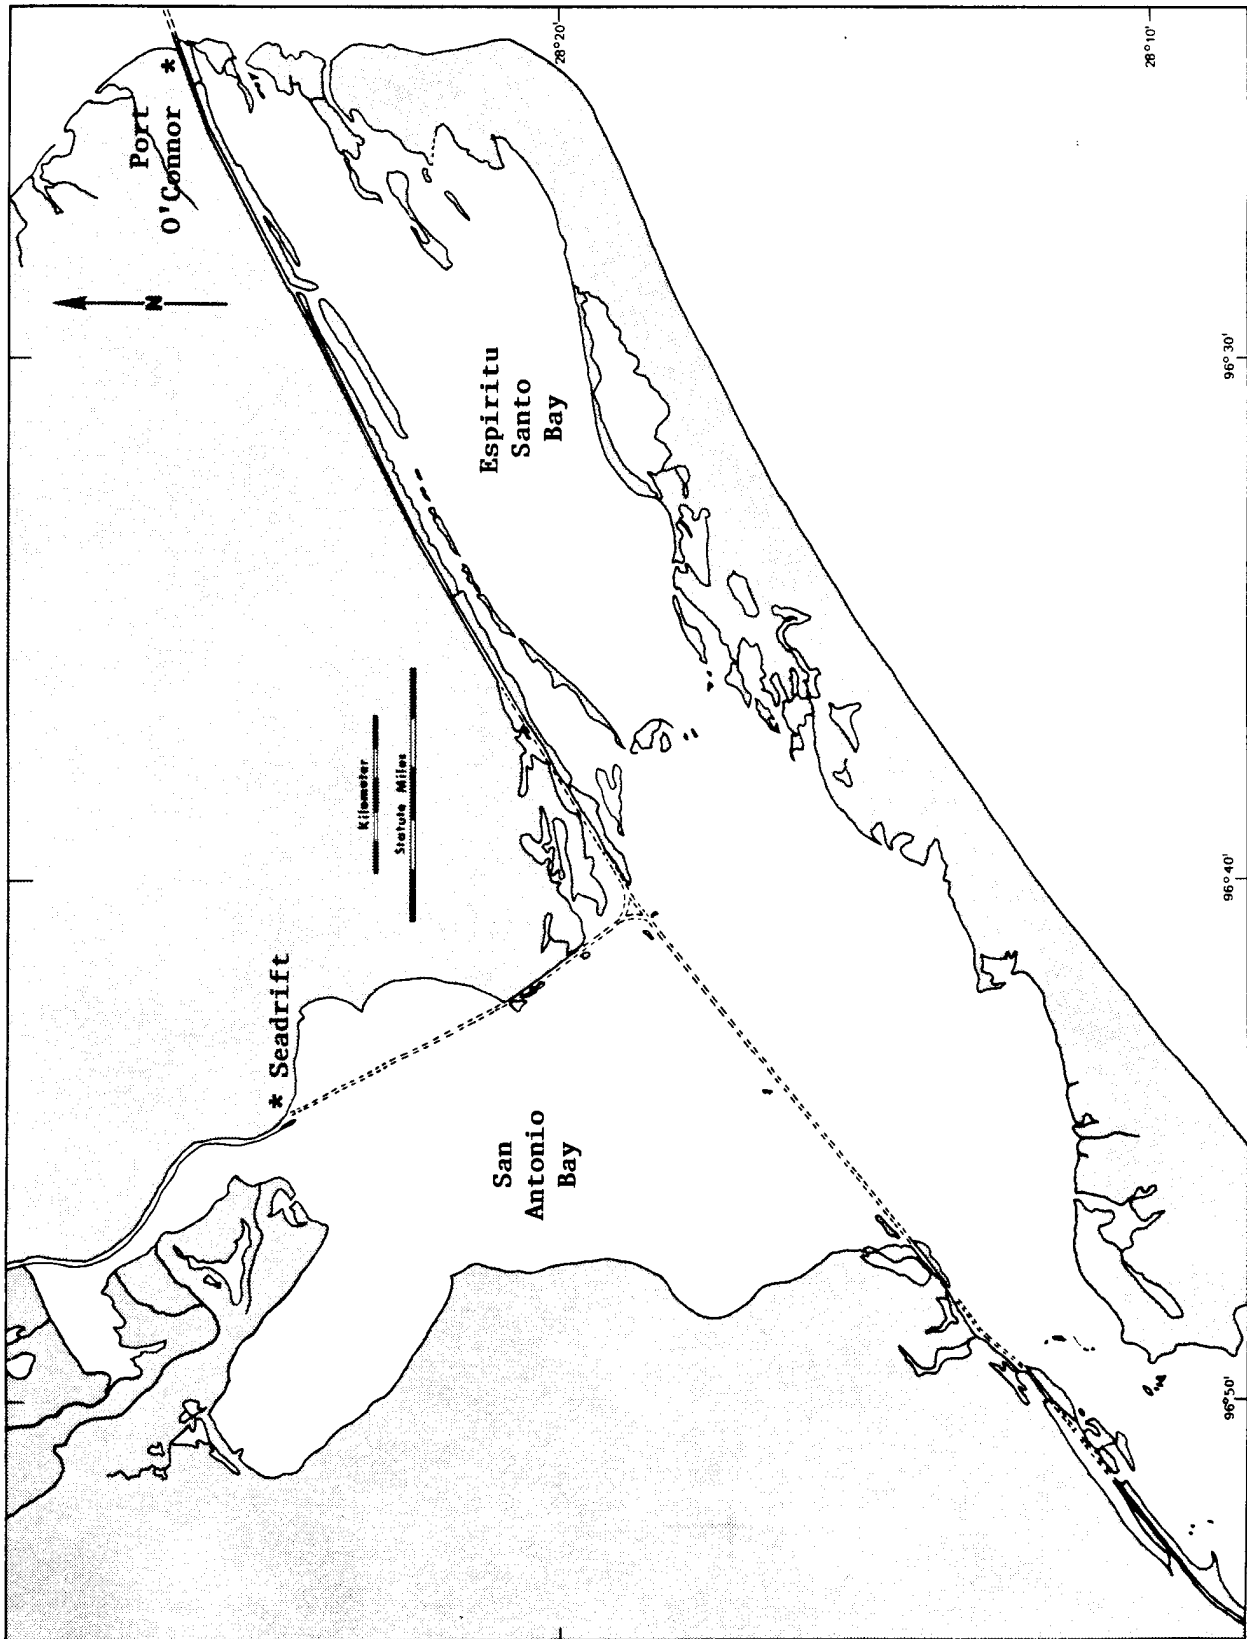 Port
O'Connor
N
28°20'
28°10'
Espiritu
Santo
Bay
96°30'
Kilometer
Statute Miles
* Seadrift
96°40'
San
Antonio
Bay
96°50'